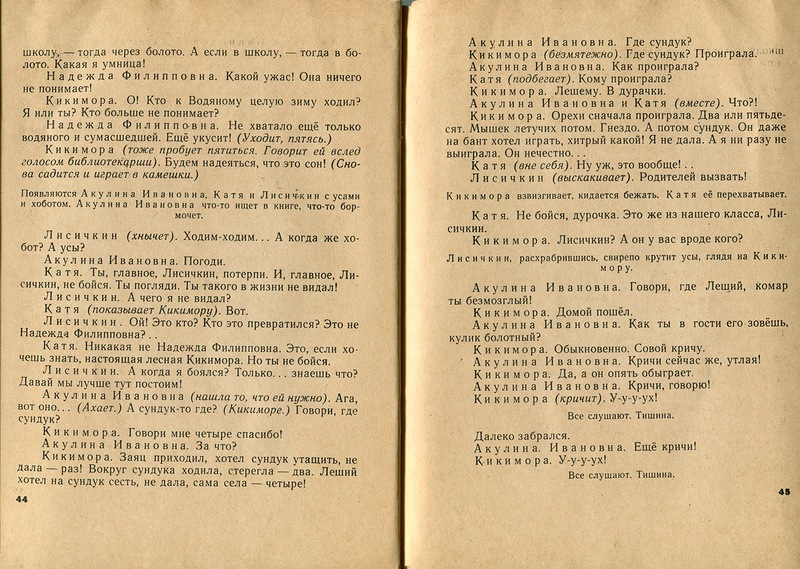 школу, — тогда через болото. А если в школу, — тогда в бо-
лото. Какая я умница!
Надежда Филипповна. Какой ужас! Она ничего
не понимает!
Кикимора. О! Кто к Водяному целую зиму ходил?
Я или ты? Кто больше не понимает?
Надежда Филипповна. Не хватало ещё только
водяного и сумасшедшей. Ещё укусит! (Уходит, пятясь.)
Кикимора (тоже пробует пятиться. Говорит ей вслед
голосом библиотекарши). Будем надеяться, что это сон! (Сно-
ва садится и играет в камешки.)
Появляются Акулина Ивановна, Катя и Лисичкин с усами
и хоботом. Акулина Ивановна что-то ищет в книге, что-то бор-
мочет.
Лисичкин (хнычет). Ходим-ходим... А когда же хо-
бот? А усы?
Акулина Ивановна. Погоди.
Катя. Ты, главное, Лисичкин, потерпи. И, главное, Ли-
сичкин, не бойся. Ты погляди. Ты такого в жизни не видал!
Лисичкин. А чего я не видал?
Катя (показывает Кикимору). Вот.
Лисичкин. Ой! Это кто? Кто это превратился? Это не
Надежда Филипповна?..
Катя. Никакая не Надежда Филипповна. Это, если хо-
чешь знать, настоящая лесная Кикимора. Но ты не бойся.
Лисичкин. А когда я боялся? Только... знаешь что?
Давай мы лучше тут постоим!
Акулина Ивановна (нашла то, что ей нужно). Ага,
вот оно... (Ахает.) А сундук-то где? (Кикиморе.) Говори, где
сундук?
Кикимора. Говори мне четыре спасибо!
Акулина Ивановна. За что?
Кикимора. Заяц приходил, хотел сундук утащить, не
дала — раз! Вокруг сундука ходила, стерегла — два. Леший
хотел на сундук сесть, не дала, сама села — четыре!
44
Акулина Ивановна. Где сундук?
Кикимора (безмятежно). Где сундук? Проиграла.
Акулина Ивановна. Как проиграла?
Катя (подбегает). Кому проиграла?
Кикимора. Лешему. В дурачки.
Акулина Ивановна и Катя (вместе). Что?!
Кикимора. Орехи сначала проиграла. Два или пятьде-
сят. Мышек летучих потом. Гнездо. А потом сундук. Он даже
на бант хотел играть, хитрый какой! Я не дала. А я ни разу не
выиграла. Он нечестно...
Катя (вне себя). Ну уж, это вообще!..
Лисичкин (выскакивает). Родителей вызвать!
Кикимора взвизгивает, кидается бежать. Катя её перехватывает.
Катя. Не бойся, дурочка. Это же из нашего класса, Ли-
сичкин.
Кикимора. Лисичкин? А он у вас вроде кого?
Лисичкин, расхрабрившись, свирепо крутит усы, глядя на Кики-
мору.
Акулина Ивановна. Говори, где Леший, комар
ты безмозглый!
Кикимора. Домой пошёл.
Акулина Ивановна. Как ты в гости его зовёшь,
кулик болотный?
Кикимора. Обыкновенно. Совой кричу.
Акулина Ивановна. Кричи сейчас же, утлая!
Кикимора. Да, а он опять обыграет.
Акулина Ивановна. Кричи, говорю!
Кикимора (кричит). У-у-у-ух!
Все слушают. Тишина.
Далеко забрался.
Акулина Ивановна. Ещё кричи!
Кикимора. У-у-у-ух!
Все слушают. Тишина.
45